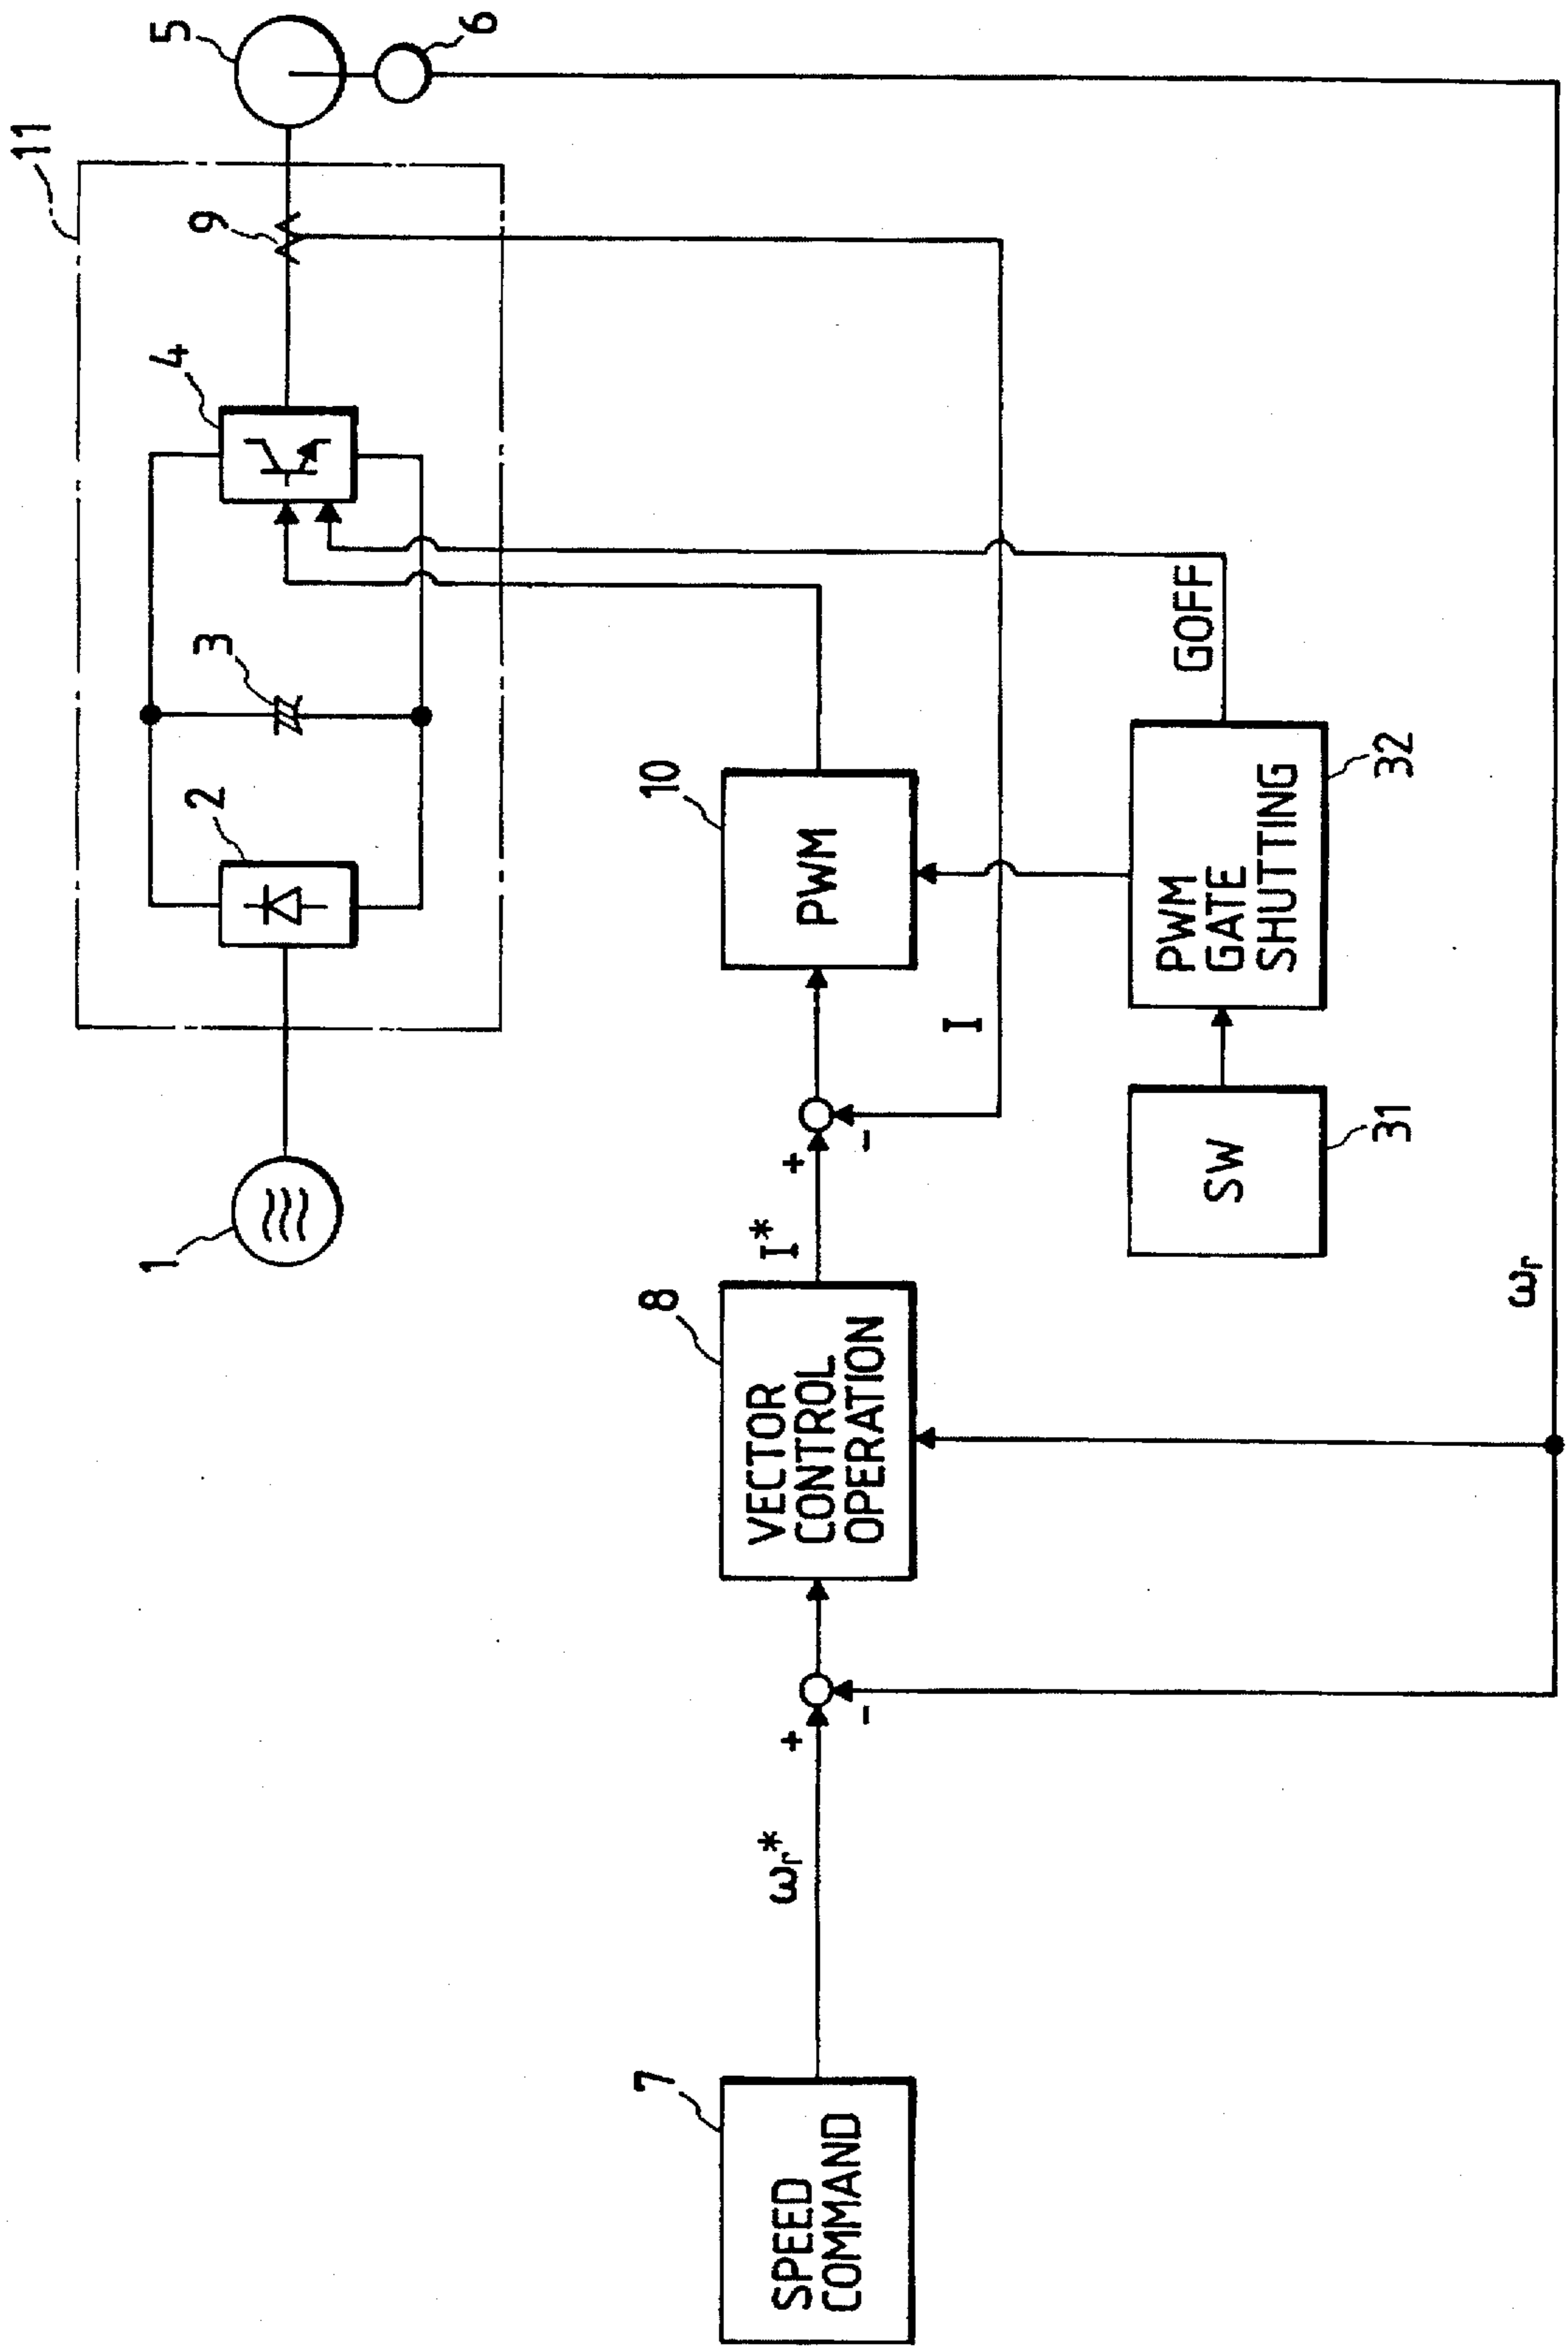 11
5
6
9
4
3
2
1
10
PWM
I
GOFF
8
VECTOR
CONTROL
OPERATION
I*
+
-
PWM
GATE
SHUTTING
32
SW
31
7
SPEED
COMMAND
ωr*
+
-
ωr